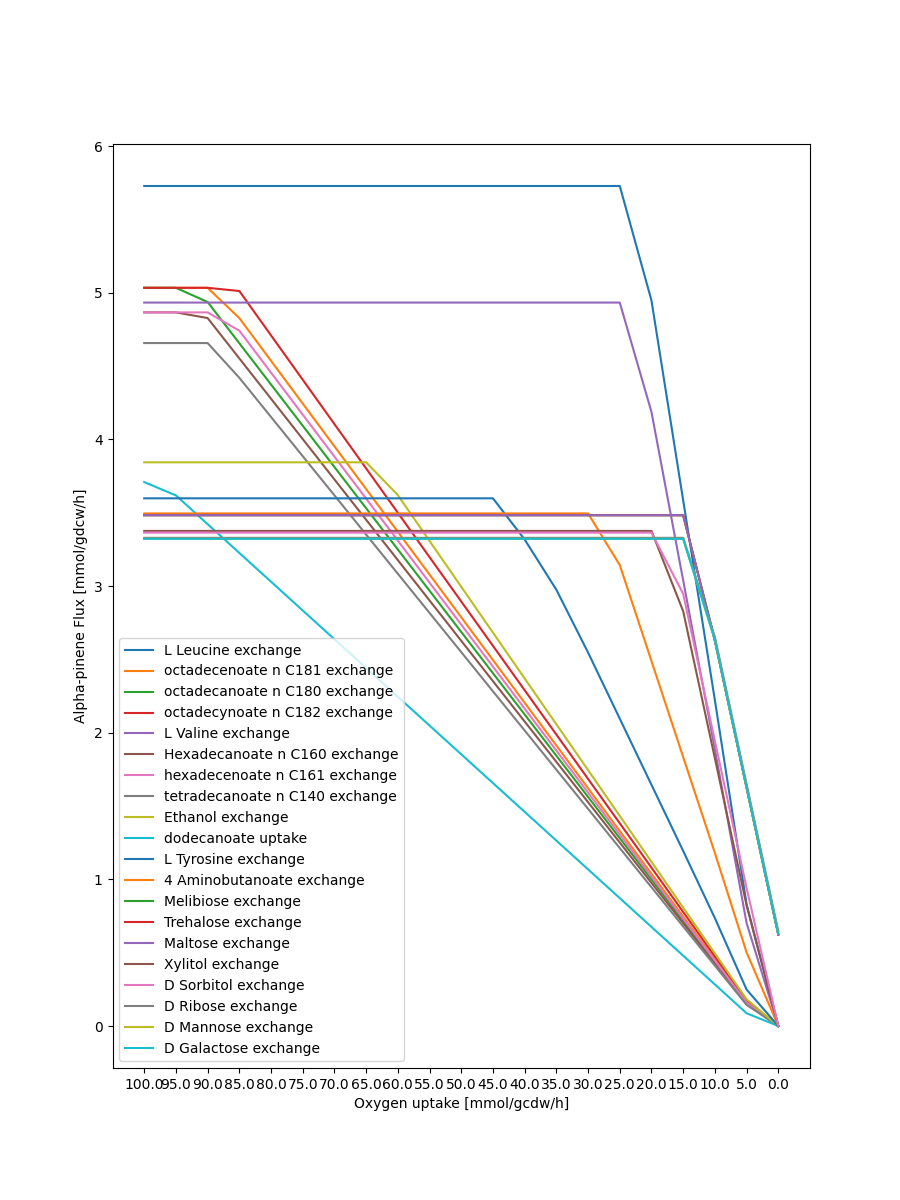 6
5
4
3
2
1
0
Alpha-pinene Flux [mmol/gdcw/h]
L Leucine exchange
octadecenoate n C181 exchange
octadecanoate n C180 exchange
octadecynoate n C182 exchange
L Valine exchange
Hexadecanoate n C160 exchange
hexadecenoate n C161 exchange
tetradecanoate n C140 exchange
Ethanol exchange
dodecanoate uptake
L Tyrosine exchange
4 Aminobutanoate exchange
Melibiose exchange
Trehalose exchange
Maltose exchange
Xylitol exchange
D Sorbitol exchange
D Ribose exchange
D Mannose exchange
D Galactose exchange
100.0 95.0 90.0 85.0 80.0 75.0 70.0 65.0 60.0 55.0 50.0 45.0 40.0 35.0 30.0 25.0 20.0 15.0 10.0 5.0 0.0
Oxygen uptake [mmol/gcdw/h]